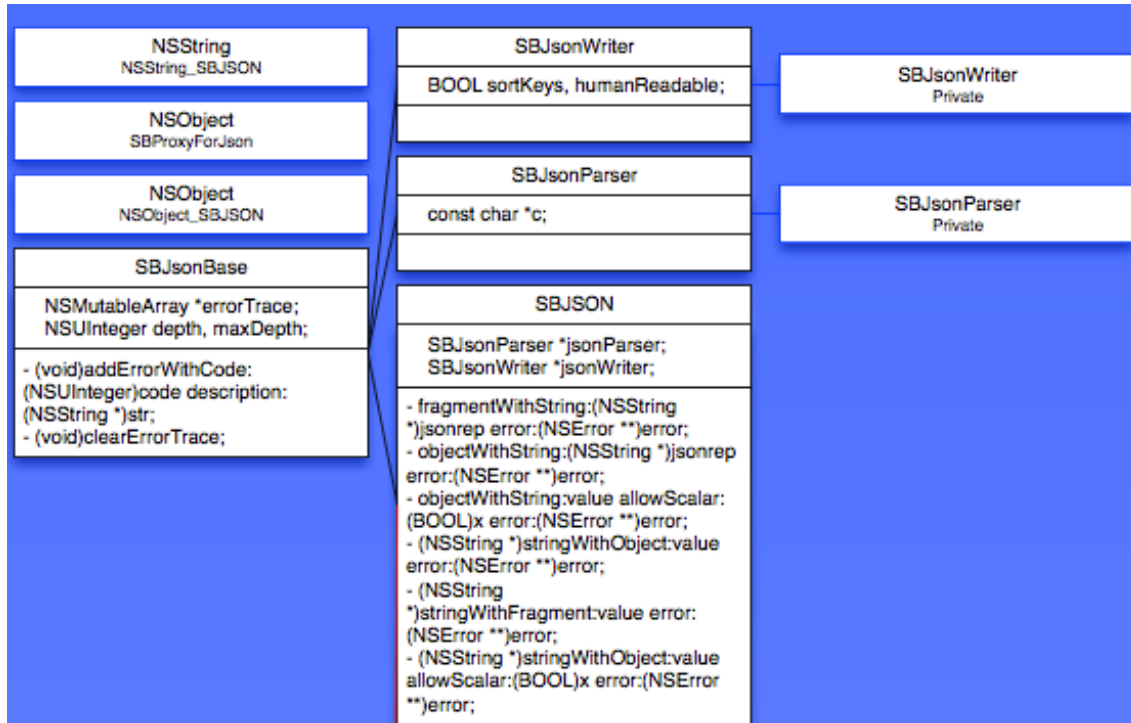 NSString
NSString_SBJSON
NSObject
SBProxyForJson
NSObject
NSObject_SBJSON
SBJsonBase
NSMutableArray *errorTrace;
NSUInteger depth, maxDepth;
- (void)addErrorWithCode:
(NSUInteger)code description:
(NSString *)str;
- (void)clearErrorTrace;
SBJsonWriter
BOOL sortKeys, humanReadable;
SBJsonParser
const char *c;
SBJSON
SBJsonParser *jsonParser;
SBJsonWriter *jsonWriter;
- fragmentWithString:(NSString
*)jsonrep error:(NSError **)error;
- objectWithString:(NSString *)jsonrep
error:(NSError **)error;
- objectWithString:value allowScalar:
(BOOL)x error:(NSError **)error;
- (NSString *)stringWithObject:value
error:(NSError **)error;
- (NSString
*)stringWithFragment:value error:
(NSError **)error;
- (NSString *)stringWithObject:value
allowScalar:(BOOL)x error:(NSError
**)error;
SBJsonWriter
Private
SBJsonParser
Private